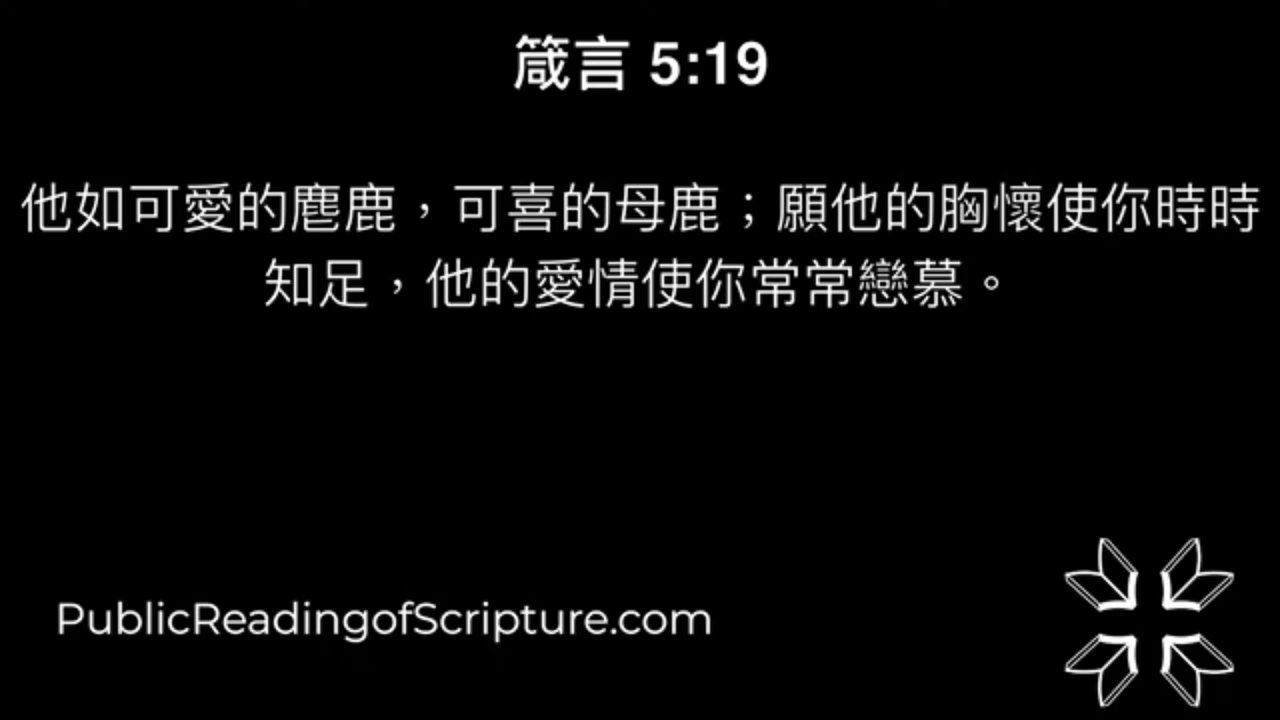 箴言 5:19
他如可愛的麀鹿，可喜的母鹿；願他的胸懷使你時時
知足，他的愛情使你常常戀慕。
PublicReadingofScripture.com